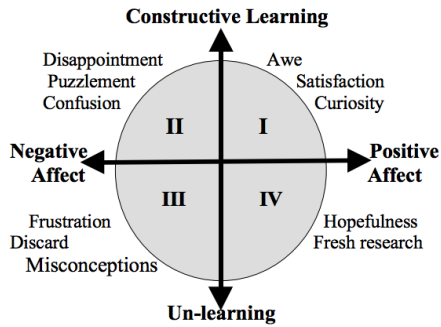 Constructive Learning
Disappointment
Puzzlement
Confusion
Awe
Satisfaction
Curiosity
II
I
Negative
Affect
Positive
Affect
III
IV
Frustration
Discard
Misconceptions
Hopefulness
Fresh research
Un-learning